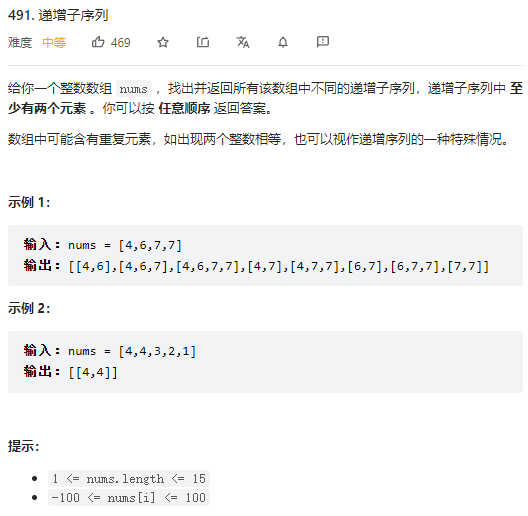 491. 递增子序列
难度 中等 469
给你一个整数数组 nums ，找出并返回所有该数组中不同的递增子序列，递增子序列中 至
少有两个元素 。你可以按 任意顺序 返回答案。
数组中可能含有重复元素，如出现两个整数相等，也可以视作递增序列的一种特殊情况。
示例 1：
输入：nums = [4,6,7,7]
输出：[[4,6],[4,6,7],[4,6,7,7],[4,7],[4,7,7],[6,7],[6,7,7],[7,7]]
示例 2：
输入：nums = [4,4,3,2,1]
输出：[[4,4]]
提示：
• 1 <= nums.length <= 15
• -100 <= nums[i] <= 100